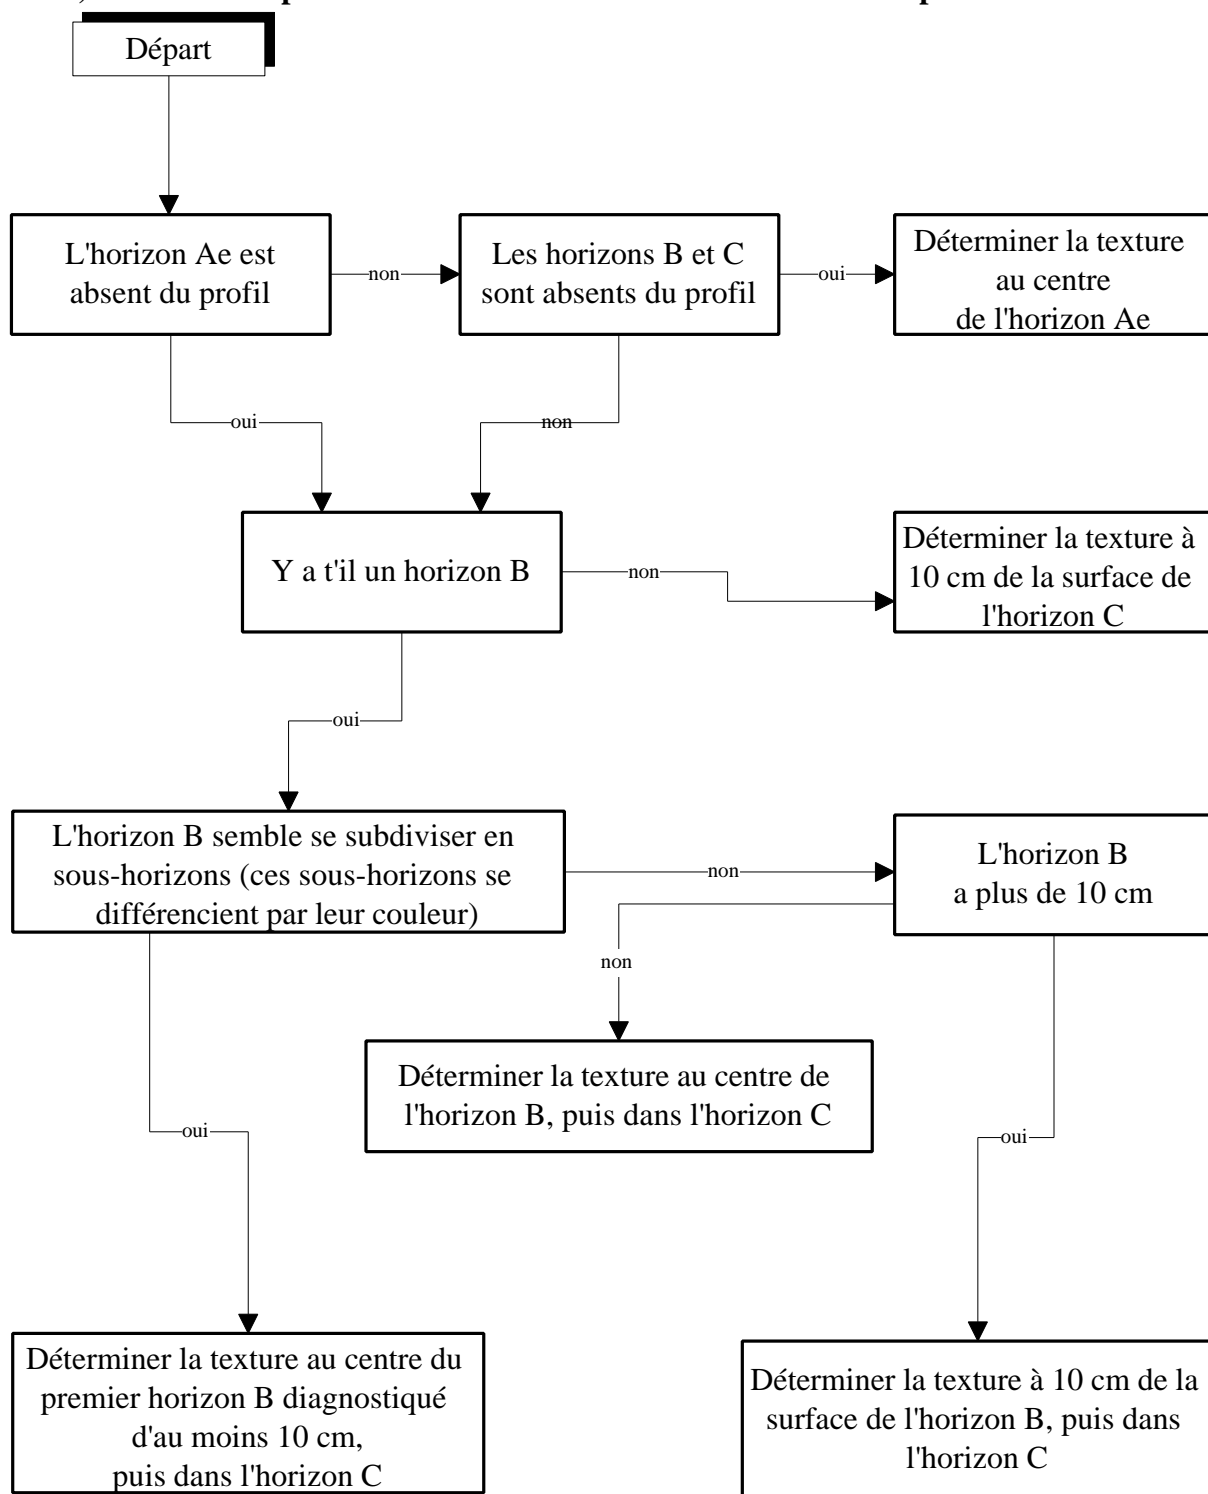 Départ
L'horizon Ae est
absent du profil
non
Les horizons B et C
sont absents du profil
oui
Déterminer la texture
au centre
de l'horizon Ae
oui
non
Y a t'il un horizon B
non
Déterminer la texture à
10 cm de la surface de
l'horizon C
oui
L'horizon B semble se subdiviser en
sous-horizons (ces sous-horizons se
différencient par leur couleur)
non
L'horizon B
a plus de 10 cm
non
Déterminer la texture au centre de
l'horizon B, puis dans l'horizon C
oui
oui
Déterminer la texture au centre du
premier horizon B diagnostiqué
d'au moins 10 cm,
puis dans l'horizon C
Déterminer la texture à 10 cm de la
surface de l'horizon B, puis dans
l'horizon C